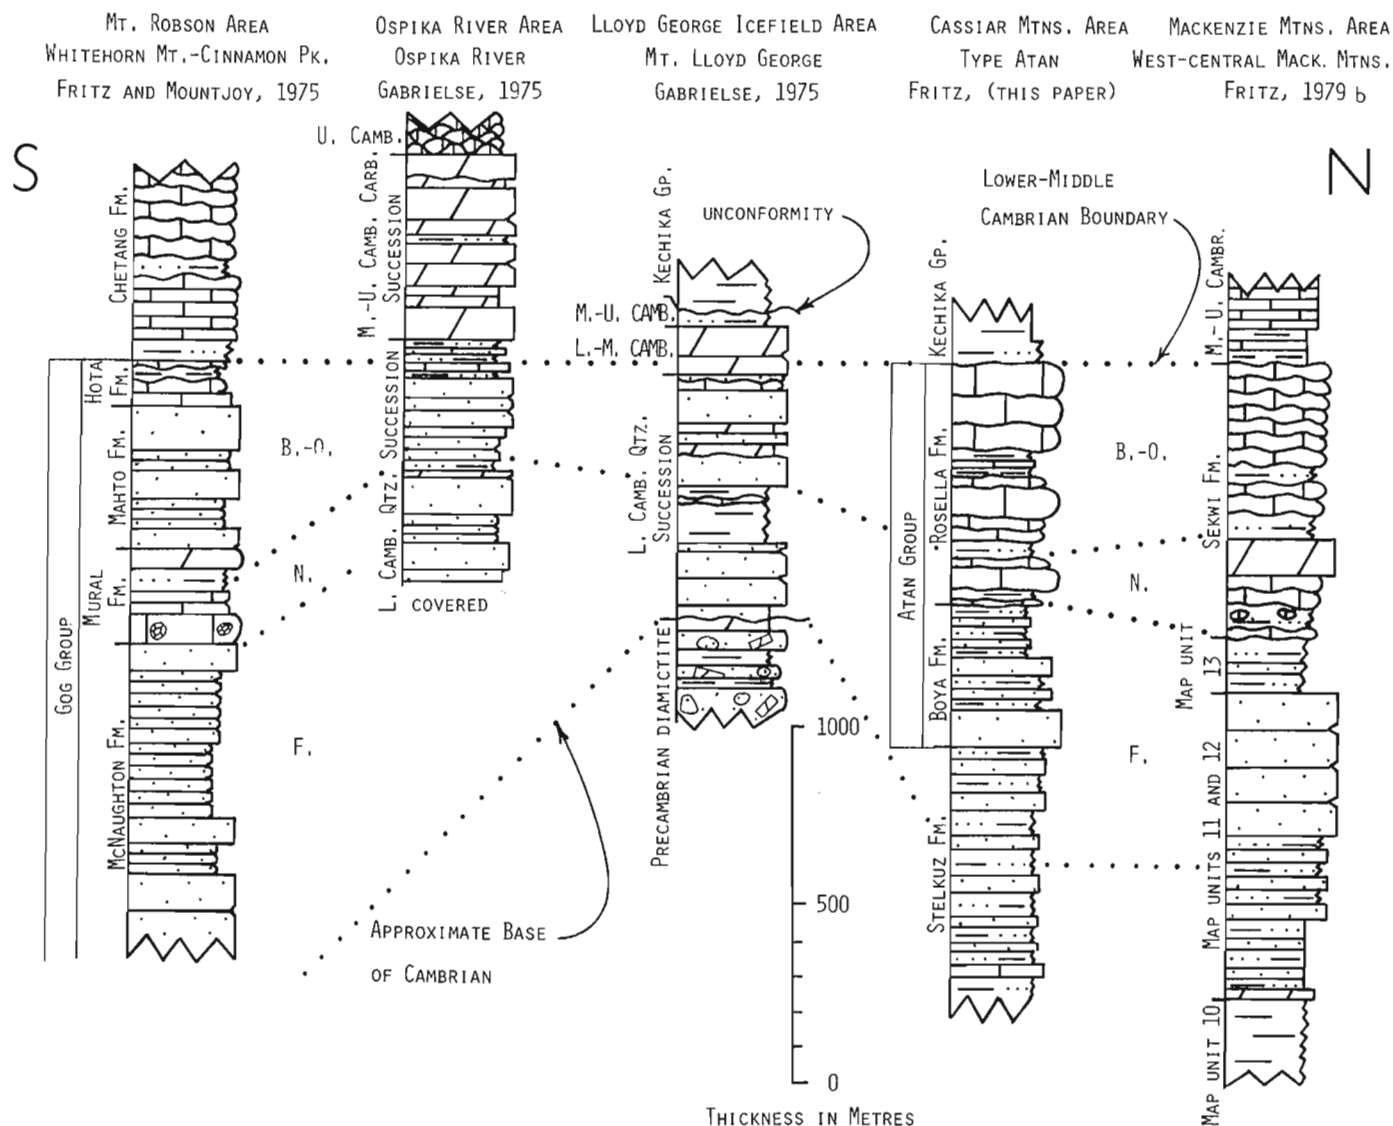 Mt. Robson Area
Whitehorn Mt.-Cinnamon Pk.
Fritz and Mountjoy, 1975
Ospika River Area
Ospika River
Gabrielse, 1975
Lloyd George Icefield Area
Mt. Lloyd George
Gabrielse, 1975
Cassiar Mtns. Area
Type Atan
Fritz, (this paper)
Mackenzie Mtns. Area
West-central Mack. Mtns.
Fritz, 1979 b
S
N
Chetang Fm.
Hota
Fm.
Mahto Fm.
Mural
Fm.
McNaughton Fm.
Gog Group
U. Camb.
M.-U. Camb. Carb.
Succession
L. Camb. Qtz. Succession
covered
B.-O.
N.
F.
Approximate Base
of Cambrian
Kechika Gp.
unconformity
M.-U. Camb.
L.-M. Camb.
L. Camb. Qtz.
Succession
Precambrian Diamictite
1000
500
0
Thickness in Metres
Lower-Middle
Cambrian Boundary
Kechika Gp.
Rosella Fm.
Atan Group
Boya Fm.
Stelkuz Fm.
B.-O.
N.
F.
M.-U. Cambr.
Sekwi Fm.
Map Unit
13
Map Units 11 and 12
Map Unit 10